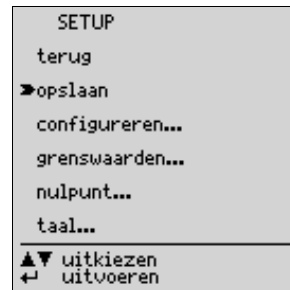 SETUP
terug
opslaan
configureren...
grenswaarden...
nulpunt...
taal...
▲▼ uitkiezen
↵ uitvoeren